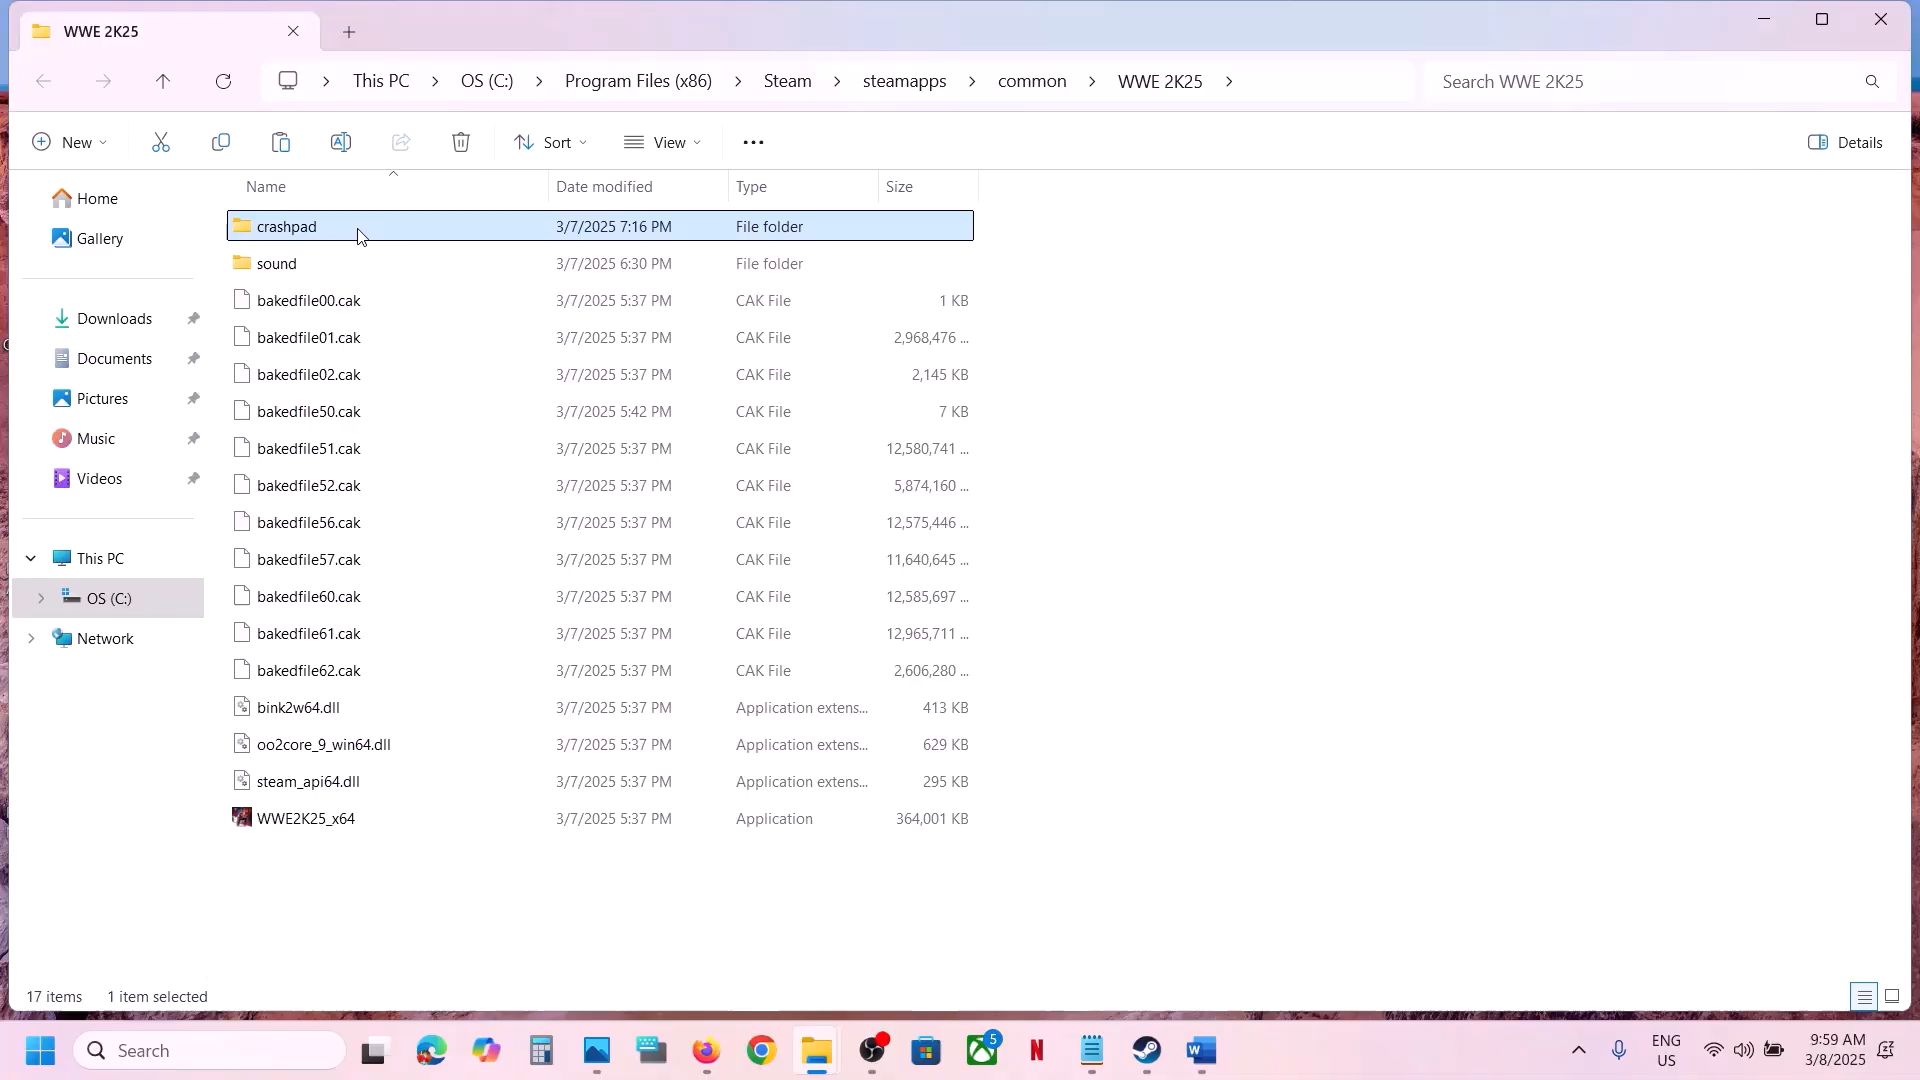 WWE 2K25
This PC
OS (C:)
Program Files (x86)
Steam
steamapps
common
WWE 2K25
Search WWE 2K25
New
Sort
View
Details
Name
Date modified
Type
Size
Home
Gallery
Downloads
Documents
Pictures
Music
Videos
This PC
OS (C:)
Network
crashpad 3/7/2025 7:16 PM File folder
sound 3/7/2025 6:30 PM File folder
bakedfile00.cak 3/7/2025 5:37 PM CAK File 1 KB
bakedfile01.cak 3/7/2025 5:37 PM CAK File 2,968,476 ...
bakedfile02.cak 3/7/2025 5:37 PM CAK File 2,145 KB
bakedfile50.cak 3/7/2025 5:42 PM CAK File 7 KB
bakedfile51.cak 3/7/2025 5:37 PM CAK File 12,580,741 ...
bakedfile52.cak 3/7/2025 5:37 PM CAK File 5,874,160 ...
bakedfile56.cak 3/7/2025 5:37 PM CAK File 12,575,446 ...
bakedfile57.cak 3/7/2025 5:37 PM CAK File 11,640,645 ...
bakedfile60.cak 3/7/2025 5:37 PM CAK File 12,585,697 ...
bakedfile61.cak 3/7/2025 5:37 PM CAK File 12,965,711 ...
bakedfile62.cak 3/7/2025 5:37 PM CAK File 2,606,280 ...
bink2w64.dll 3/7/2025 5:37 PM Application extens... 413 KB
oo2core_9_win64.dll 3/7/2025 5:37 PM Application extens... 629 KB
steam_api64.dll 3/7/2025 5:37 PM Application extens... 295 KB
WWE2K25_x64 3/7/2025 5:37 PM Application 364,001 KB
17 items
1 item selected
Search
5
N
W
ENG
US
9:59 AM
3/8/2025